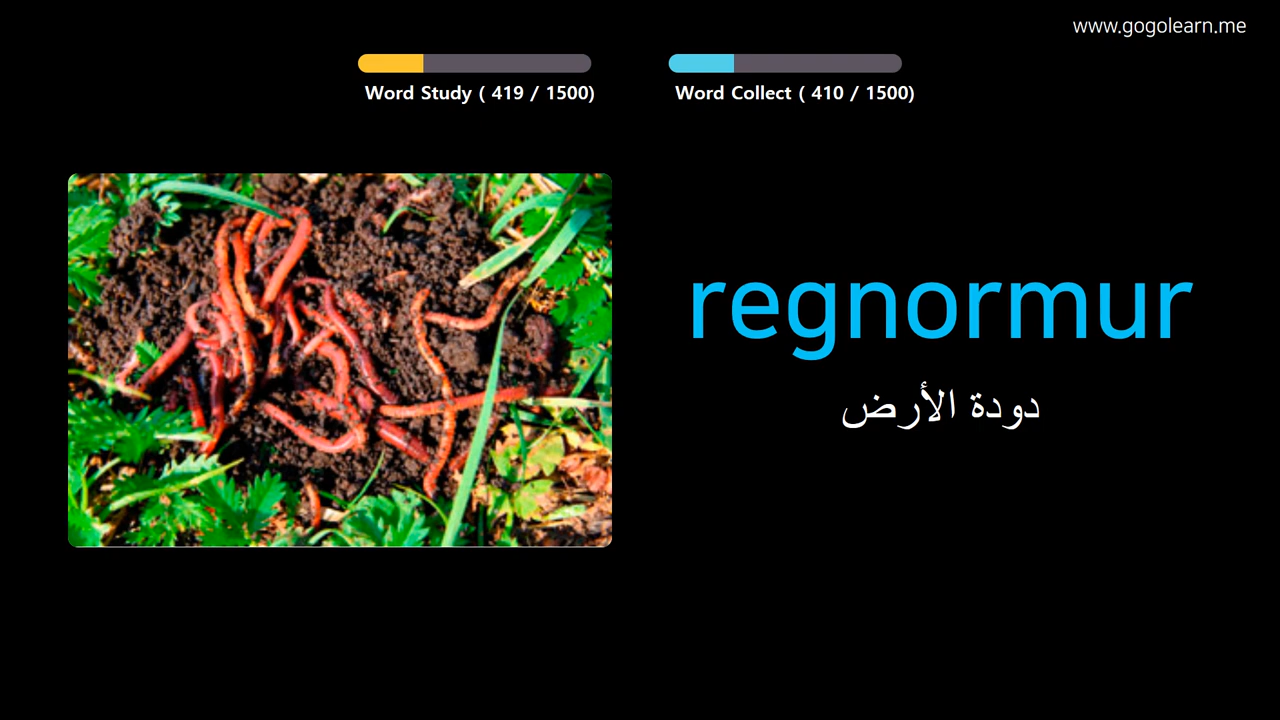 www.gogolearn.me
Word Study ( 419 / 1500)
Word Collect ( 410 / 1500)
regnormur
دودة الأرض